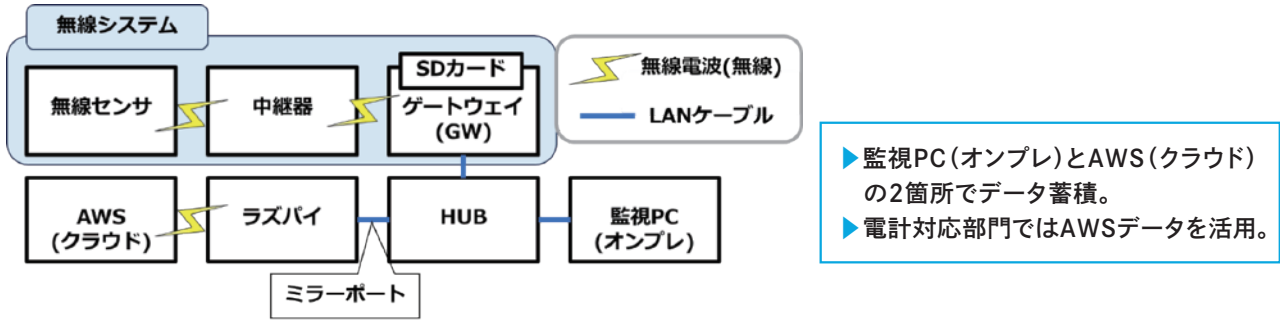 無線システム
無線センサ
中継器
SDカード
ゲートウェイ
(GW)
無線電波(無線)
LANケーブル
AWS
(クラウド)
ラズパイ
HUB
監視PC
(オンプレ)
ミラーポート
▶監視PC(オンプレ)とAWS(クラウド)
の2箇所でデータ蓄積。
▶電計対応部門ではAWSデータを活用。